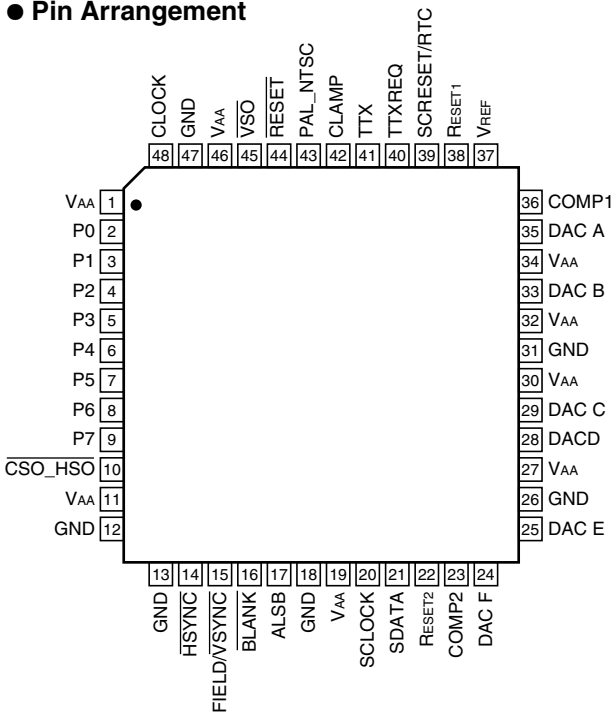 ● Pin Arrangement
CLOCK
GND
VAA
VSO
RESET
PAL_NTSC
CLAMP
TTX
TTXREQ
SCRESET/RTC
RESET1
VREF
48 47 46 45 44 43 42 41 40 39 38 37
VAA 1
P0 2
P1 3
P2 4
P3 5
P4 6
P5 7
P6 8
P7 9
CSO_HSO 10
VAA 11
GND 12
36 COMP1
35 DAC A
34 VAA
33 DAC B
32 VAA
31 GND
30 VAA
29 DAC C
28 DACD
27 VAA
26 GND
25 DAC E
13 14 15 16 17 18 19 20 21 22 23 24
GND
HSYNC
FIELD/VSYNC
BLANK
ALSB
GND
VAA
SCLOCK
SDATA
RESET2
COMP2
DAC F